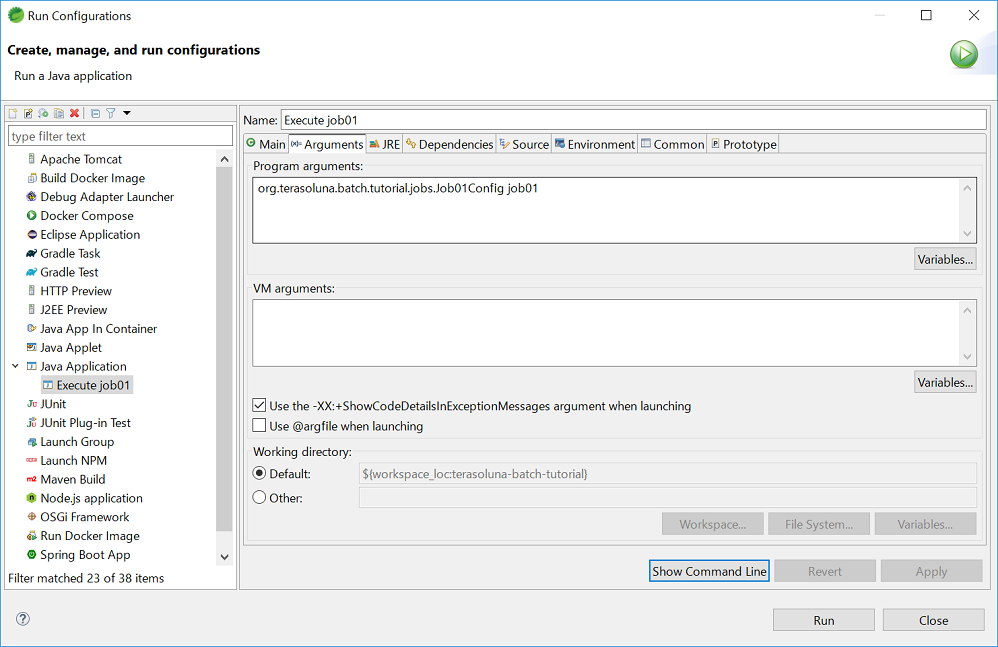 Run Configurations
Create, manage, and run configurations
Run a Java application
type filter text
Apache Tomcat
Build Docker Image
Debug Adapter Launcher
Docker Compose
Eclipse Application
Gradle Task
Gradle Test
HTTP Preview
J2EE Preview
Java App In Container
Java Applet
Java Application
Execute job01
JUnit
JUnit Plug-in Test
Launch Group
Launch NPM
Maven Build
Node.js application
OSGi Framework
Run Docker Image
Spring Boot App
Filter matched 23 of 38 items
Name: Execute job01
Main Arguments JRE Dependencies Source Environment Common Prototype
Program arguments:
org.terasoluna.batch.tutorial.jobs.Job01Config job01
Variables...
VM arguments:
Variables...
Use the -XX:+ShowCodeDetailsInExceptionMessages argument when launching
Use @argfile when launching
Working directory:
Default: ${workspace_loc:terasoluna-batch-tutorial}
Other:
Workspace... File System... Variables...
Show Command Line Revert Apply
Run Close